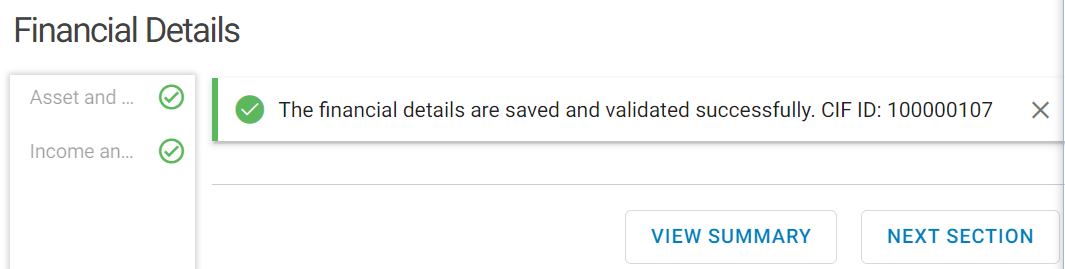 Financial Details
Asset and ...
Income an...
The financial details are saved and validated successfully. CIF ID: 100000107
VIEW SUMMARY
NEXT SECTION